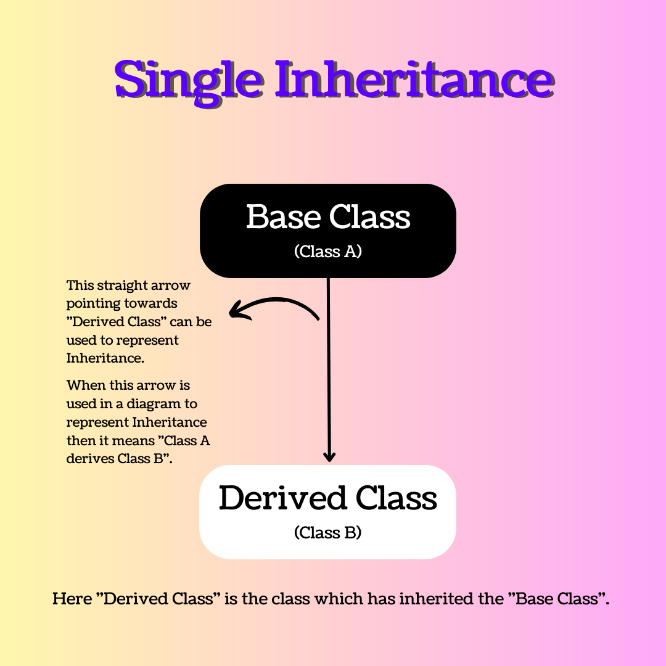 Single Inheritance
Base Class
(Class A)
This straight arrow
pointing towards
"Derived Class" can be
used to represent
Inheritance.
When this arrow is
used in a diagram to
represent Inheritance
then it means "Class A
derives Class B".
Derived Class
(Class B)
Here "Derived Class" is the class which has inherited the "Base Class".